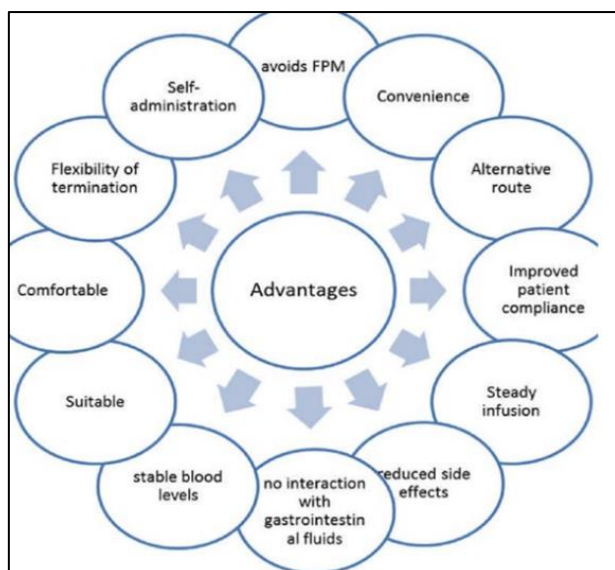 avoids FPM
Convenience
Alternative
route
Improved
patient
compliance
Steady
infusion
reduced side
effects
no interaction
with
gastrointestin
al fluids
stable blood
levels
Suitable
Comfortable
Flexibility of
termination
Self-
administration
Advantages